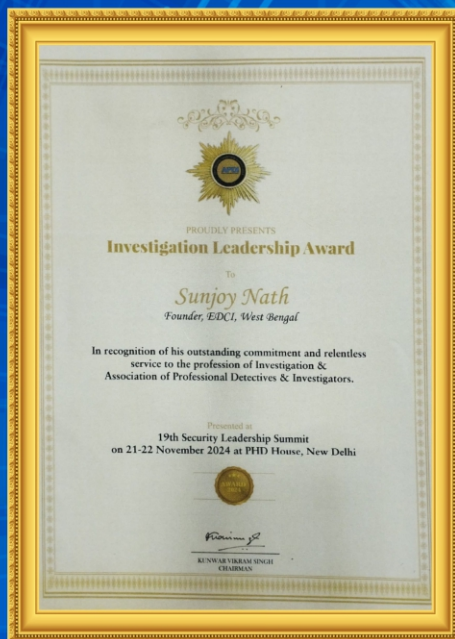 PROUDLY PRESENTS
Investigation Leadership Award
To
Sunjoy Nath
Founder, EDCI, West Bengal
In recognition of his outstanding commitment and relentless
service to the profession of Investigation &
Association of Professional Detectives & Investigators.
Presented at
19th Security Leadership Summit
on 21-22 November 2024 at PHD House, New Delhi
KUNWAR VIKRAM SINGH
CHAIRMAN